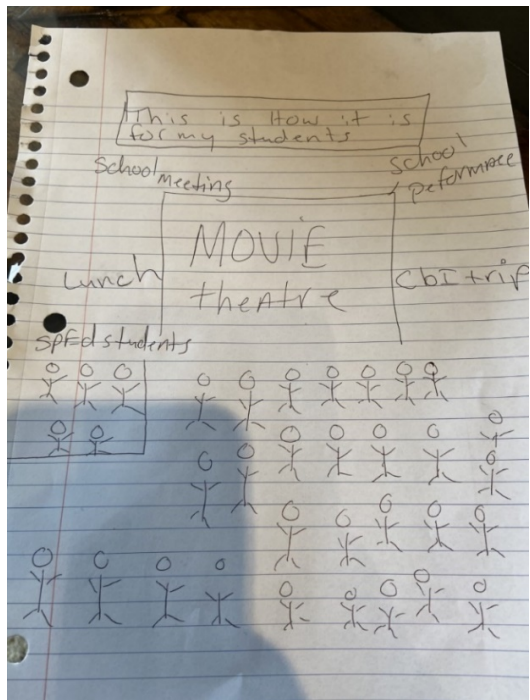 This is How it is
for my students
School meeting
school
peformace
MOVIE
theatre
Lunch
CbI trip
spEd students